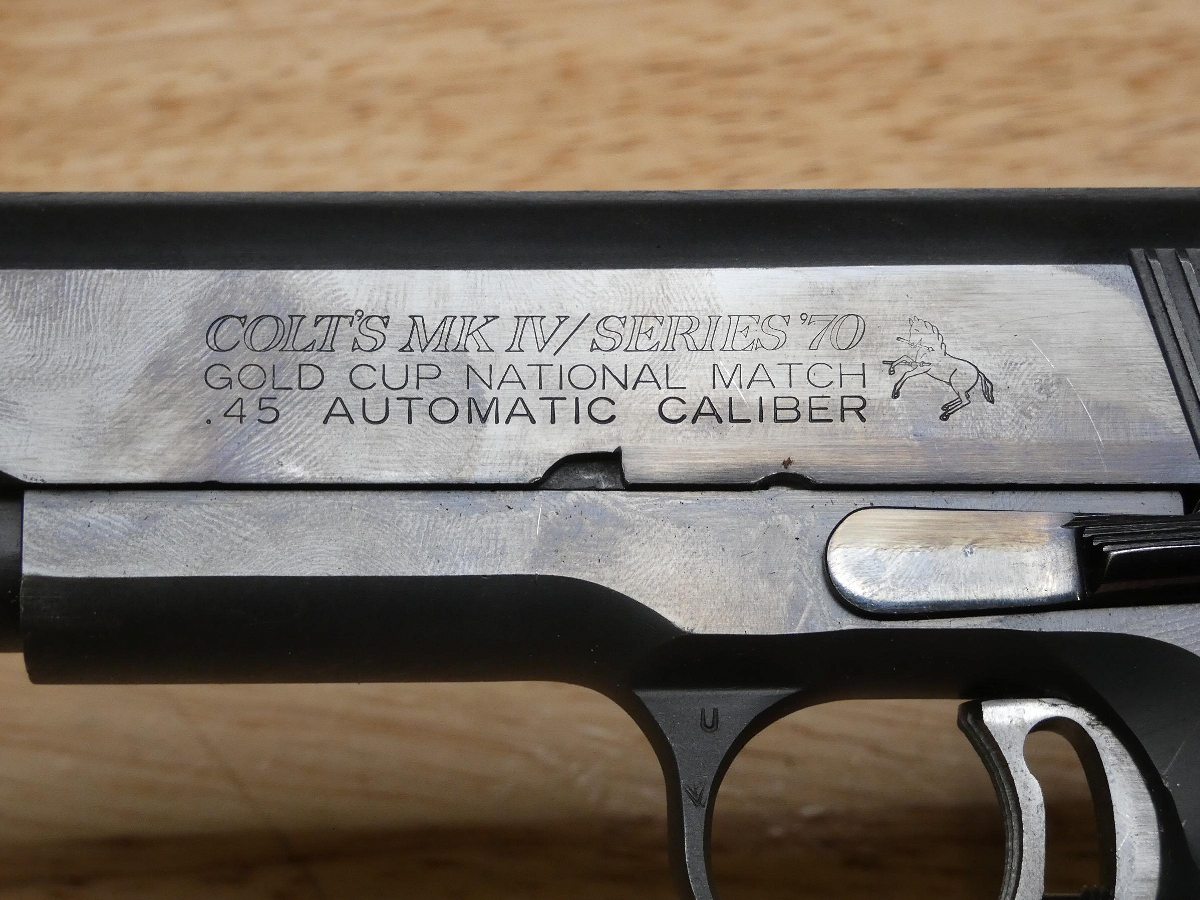 COLT'S MK IV/SERIES '70
GOLD CUP NATIONAL MATCH
.45 AUTOMATIC CALIBER
U